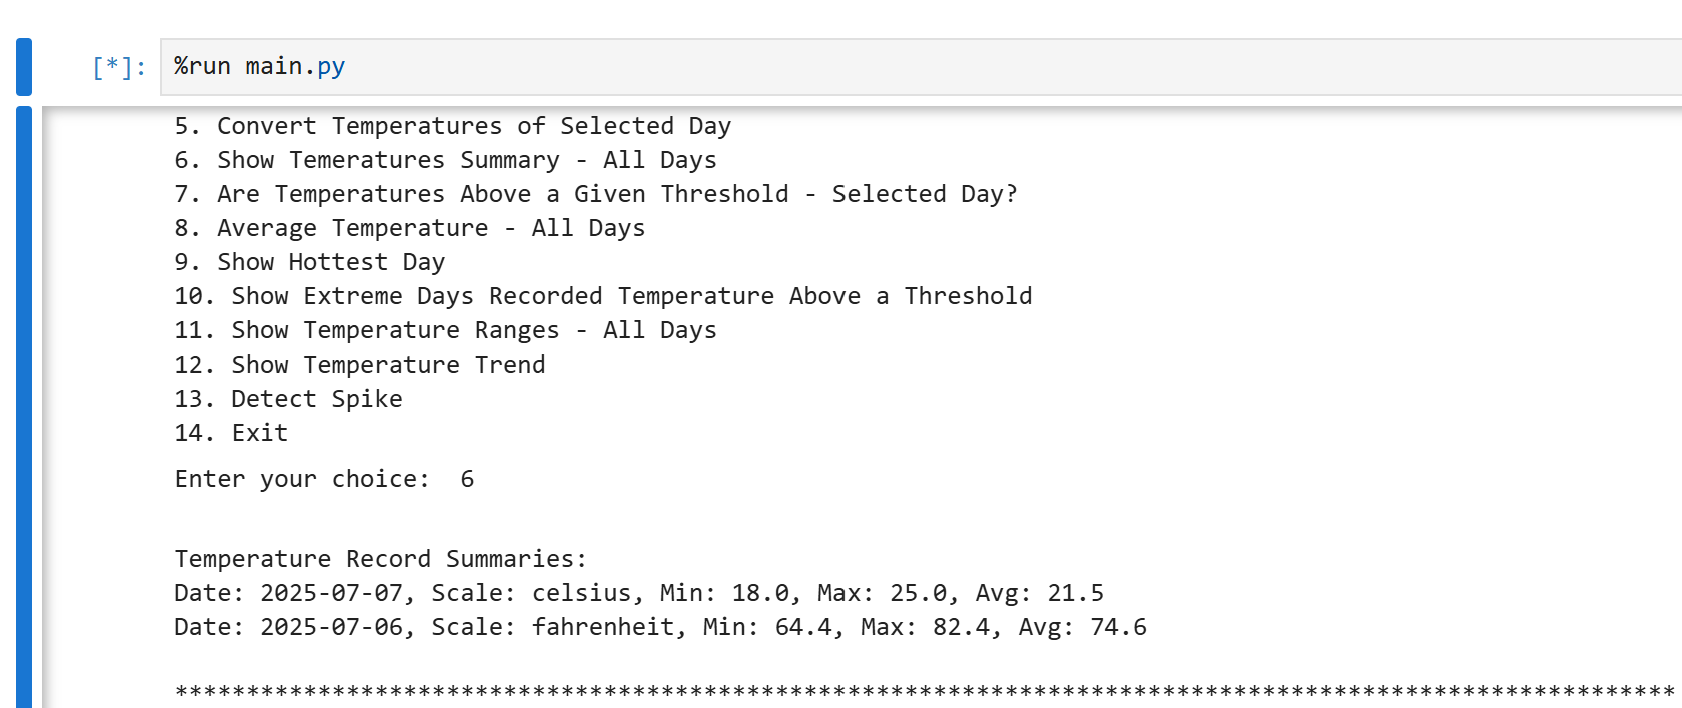 [*]: %run main.py
5. Convert Temperatures of Selected Day
6. Show Temeratures Summary - All Days
7. Are Temperatures Above a Given Threshold - Selected Day?
8. Average Temperature - All Days
9. Show Hottest Day
10. Show Extreme Days Recorded Temperature Above a Threshold
11. Show Temperature Ranges - All Days
12. Show Temperature Trend
13. Detect Spike
14. Exit
Enter your choice:  6
Temperature Record Summaries:
Date: 2025-07-07, Scale: celsius, Min: 18.0, Max: 25.0, Avg: 21.5
Date: 2025-07-06, Scale: fahrenheit, Min: 64.4, Max: 82.4, Avg: 74.6
*********************************************************************************************************